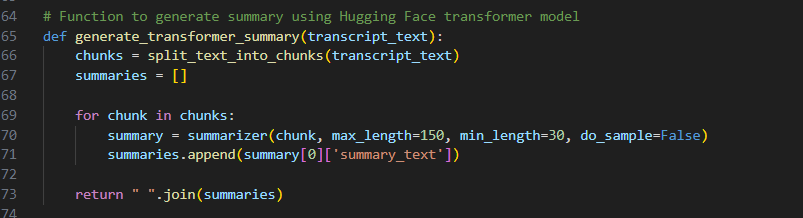 64 # Function to generate summary using Hugging Face transformer model
65 def generate_transformer_summary(transcript_text):
66     chunks = split_text_into_chunks(transcript_text)
67     summaries = []
68
69     for chunk in chunks:
70         summary = summarizer(chunk, max_length=150, min_length=30, do_sample=False)
71         summaries.append(summary[0]['summary_text'])
72
73     return " ".join(summaries)
74